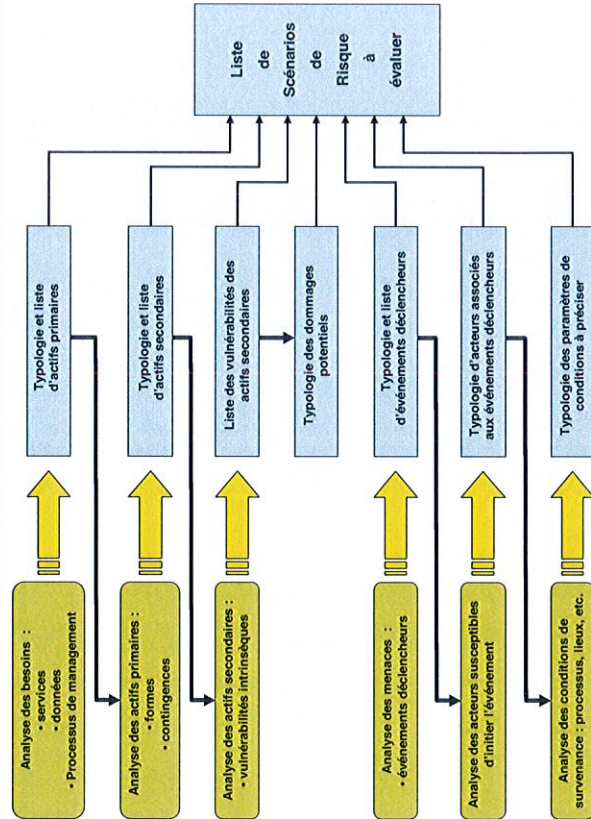 Analyse des besoins :
• services
• données
• Processus de management
Typologie et liste
d'actifs primaires
Analyse des actifs primaires :
• formes
• contingences
Typologie et liste
d'actifs secondaires
Analyse des actifs secondaires :
• vulnérabilités intrinsèques
Liste des vulnérabilités des
actifs secondaires
Typologie des dommages
potentiels
Analyse des menaces :
• événements déclencheurs
Typologie et liste
d'événements déclencheurs
Analyse des acteurs susceptibles
d'initier l'événement
Typologie d'acteurs associés
aux événements déclencheurs
Analyse des conditions de
survenance : processus, lieux, etc.
Typologie des paramètres de
conditions à préciser
Liste
de
Scénarios
de
Risque
à
évaluer